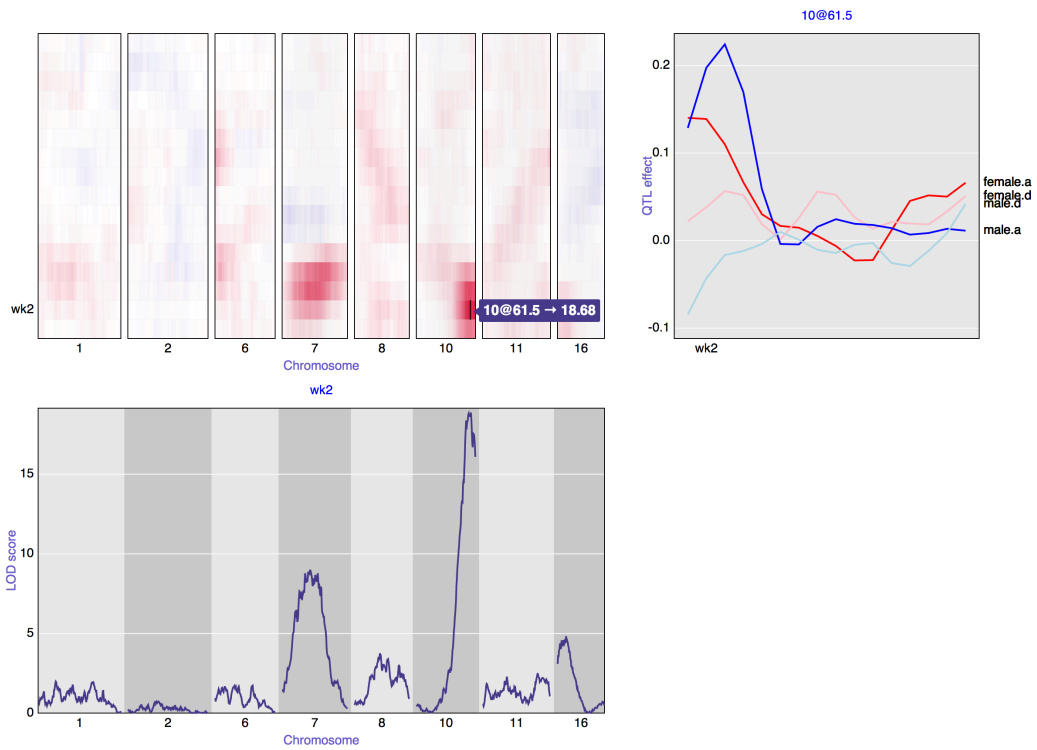 10@61.5
wk2
10@61.5 → 18.68
1 2 6 7 8 10 11 16
Chromosome
0.2
0.1
0.0
-0.1
QTL effect
female.a
female.d
male.d
male.a
wk2
wk2
15
10
5
0
LOD score
1 2 6 7 8 10 11 16
Chromosome